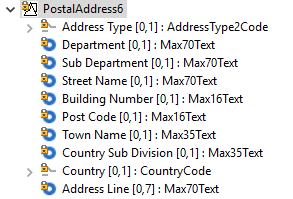 PostalAddress6
Address Type [0,1] : AddressType2Code
Department [0,1] : Max70Text
Sub Department [0,1] : Max70Text
Street Name [0,1] : Max70Text
Building Number [0,1] : Max16Text
Post Code [0,1] : Max16Text
Town Name [0,1] : Max35Text
Country Sub Division [0,1] : Max35Text
Country [0,1] : CountryCode
Address Line [0,7] : Max70Text